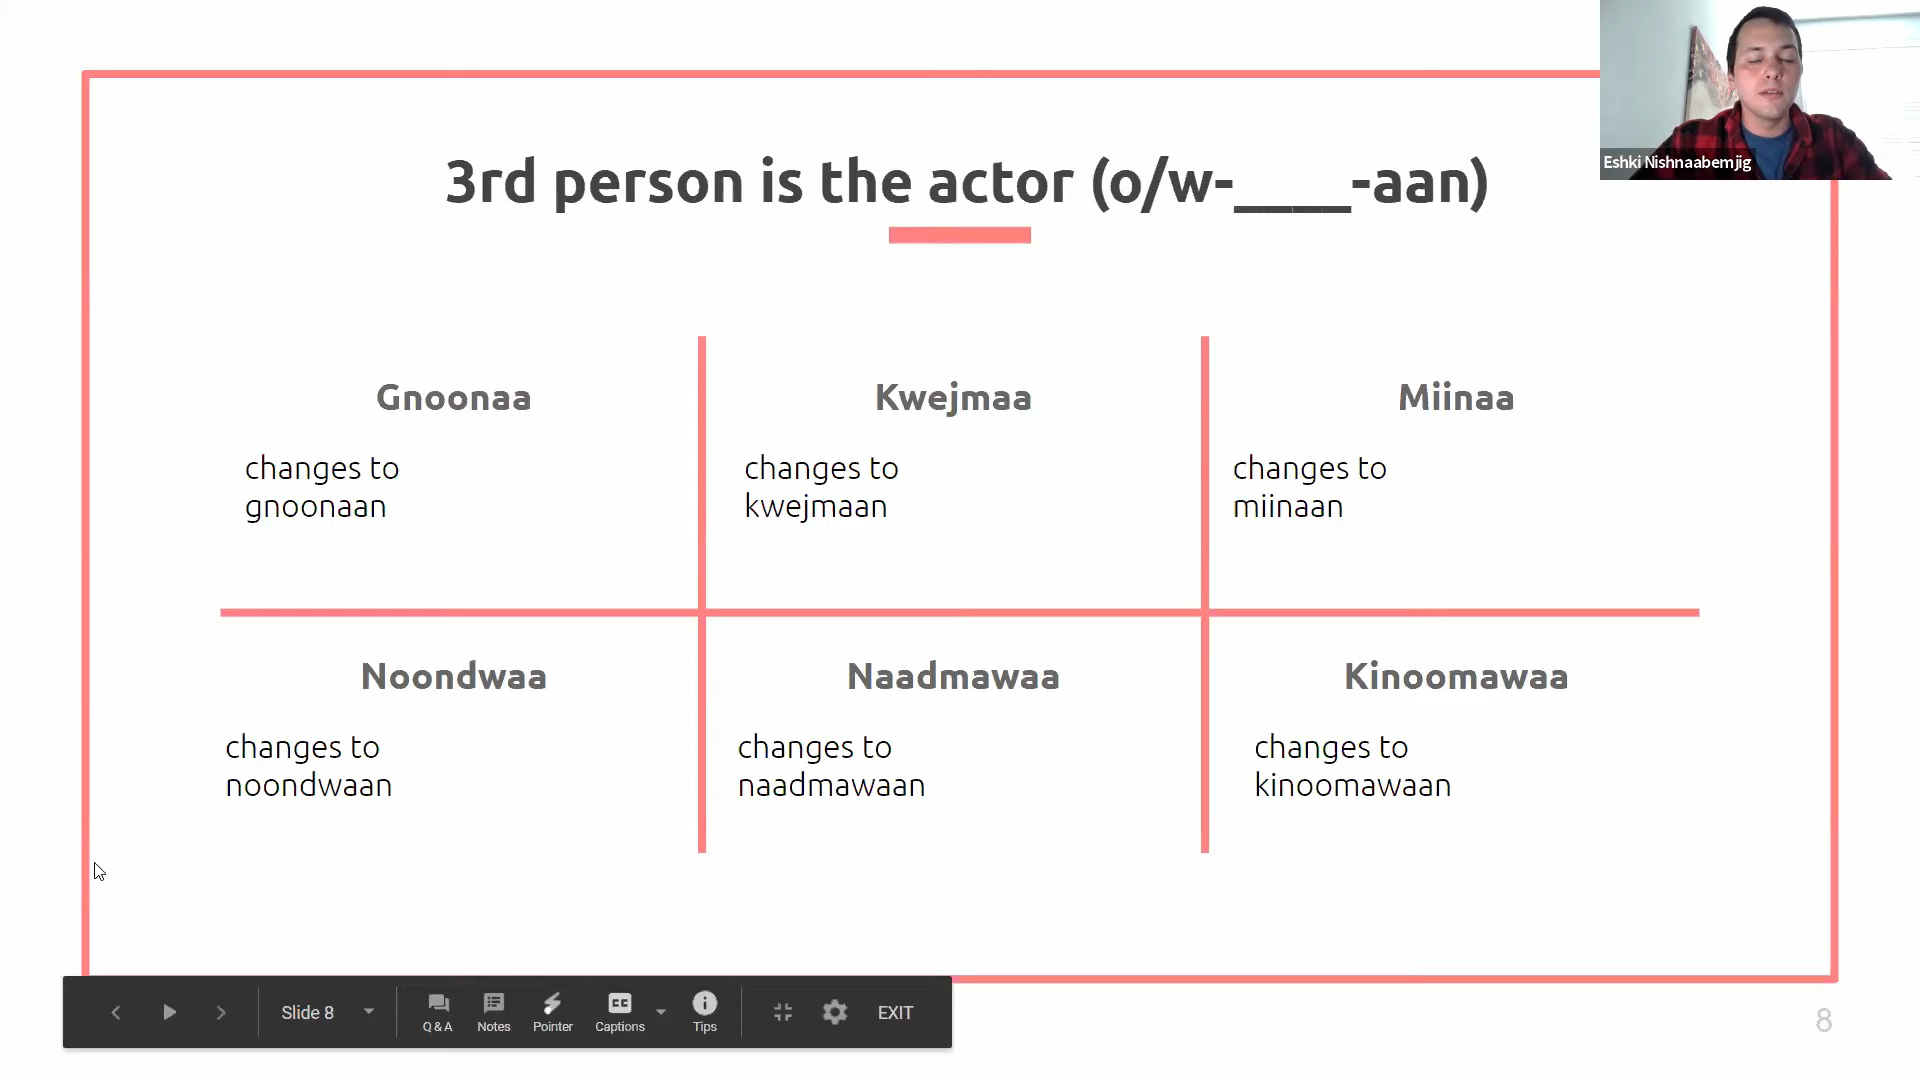 3rd person is the actor (o/w-____-aan)
Eshki Nishnaabemjig
Gnoonaa
changes to
gnoonaan
Kwejmaa
changes to
kwejmaan
Miinaa
changes to
miinaan
Noondwaa
changes to
noondwaan
Naadmawaa
changes to
naadmawaan
Kinoomawaa
changes to
kinoomawaan
Slide 8
Q & A
Notes
Pointer
CC
Captions
Tips
EXIT
8